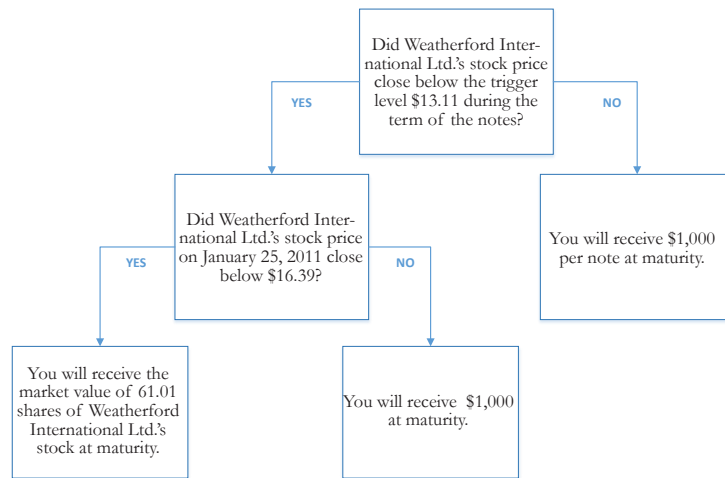 Did Weatherford Inter-
national Ltd.'s stock price
close below the trigger
level $13.11 during the
term of the notes?
YES
NO
Did Weatherford Inter-
national Ltd.'s stock price
on January 25, 2011 close
below $16.39?
You will receive $1,000
per note at maturity.
YES
NO
You will receive the
market value of 61.01
shares of Weatherford
International Ltd.'s
stock at maturity.
You will receive $1,000
at maturity.